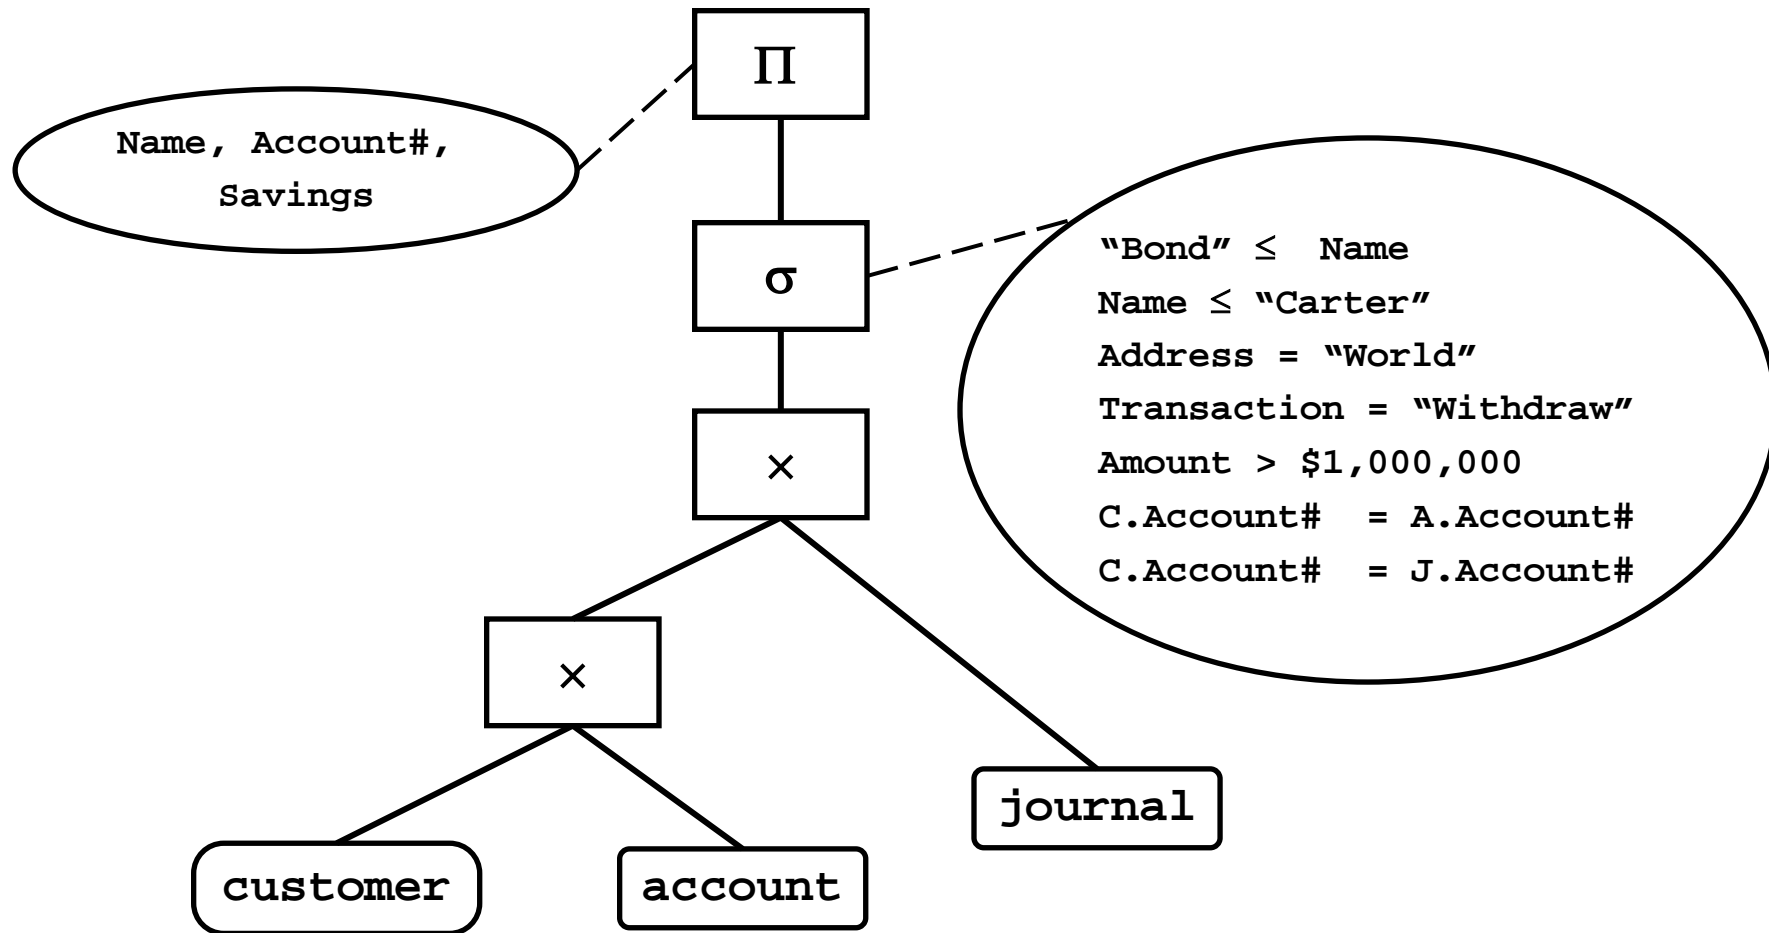 Π
Name, Account#,
Savings
σ
“Bond” ≤ Name
Name ≤ “Carter”
Address = “World”
Transaction = “Withdraw”
Amount > $1,000,000
C.Account# = A.Account#
C.Account# = J.Account#
×
×
journal
customer
account